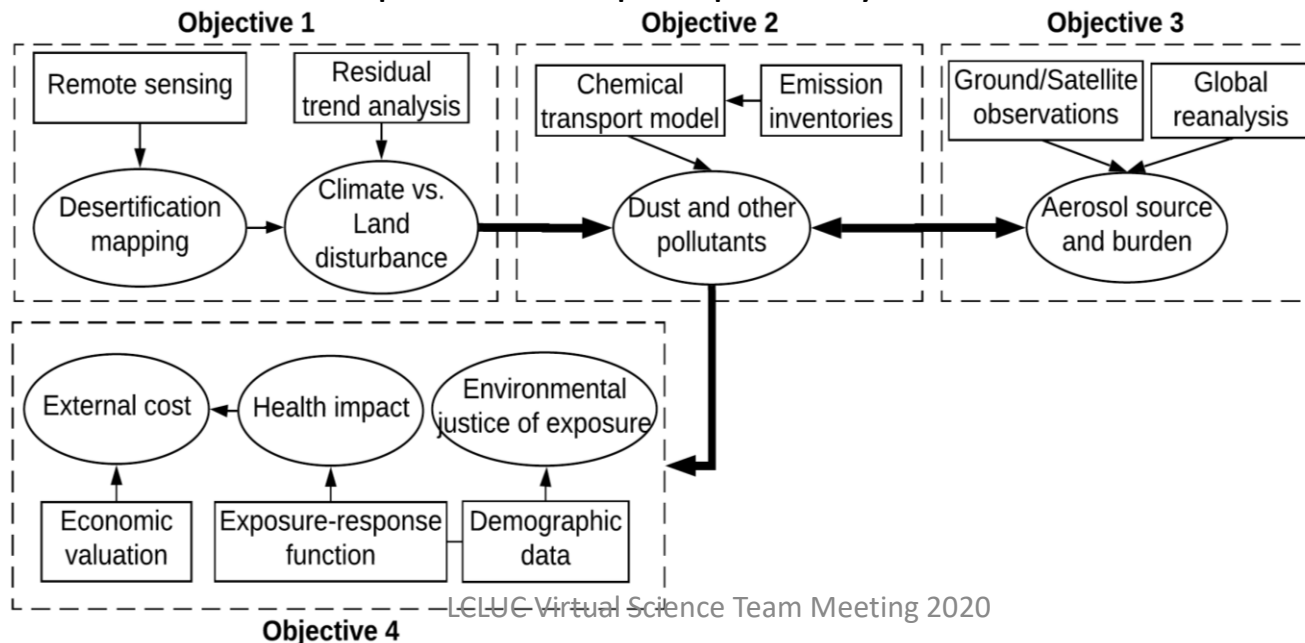 Objective 1
Objective 2
Objective 3
Remote sensing
Residual
trend analysis
Desertification
mapping
Climate vs.
Land
disturbance
Chemical
transport model
Emission
inventories
Dust and other
pollutants
Ground/Satellite
observations
Global
reanalysis
Aerosol source
and burden
External cost
Health impact
Environmental
justice of exposure
Economic
valuation
Exposure-response
function
Demographic
data
LCLUC Virtual Science Team Meeting 2020
Objective 4